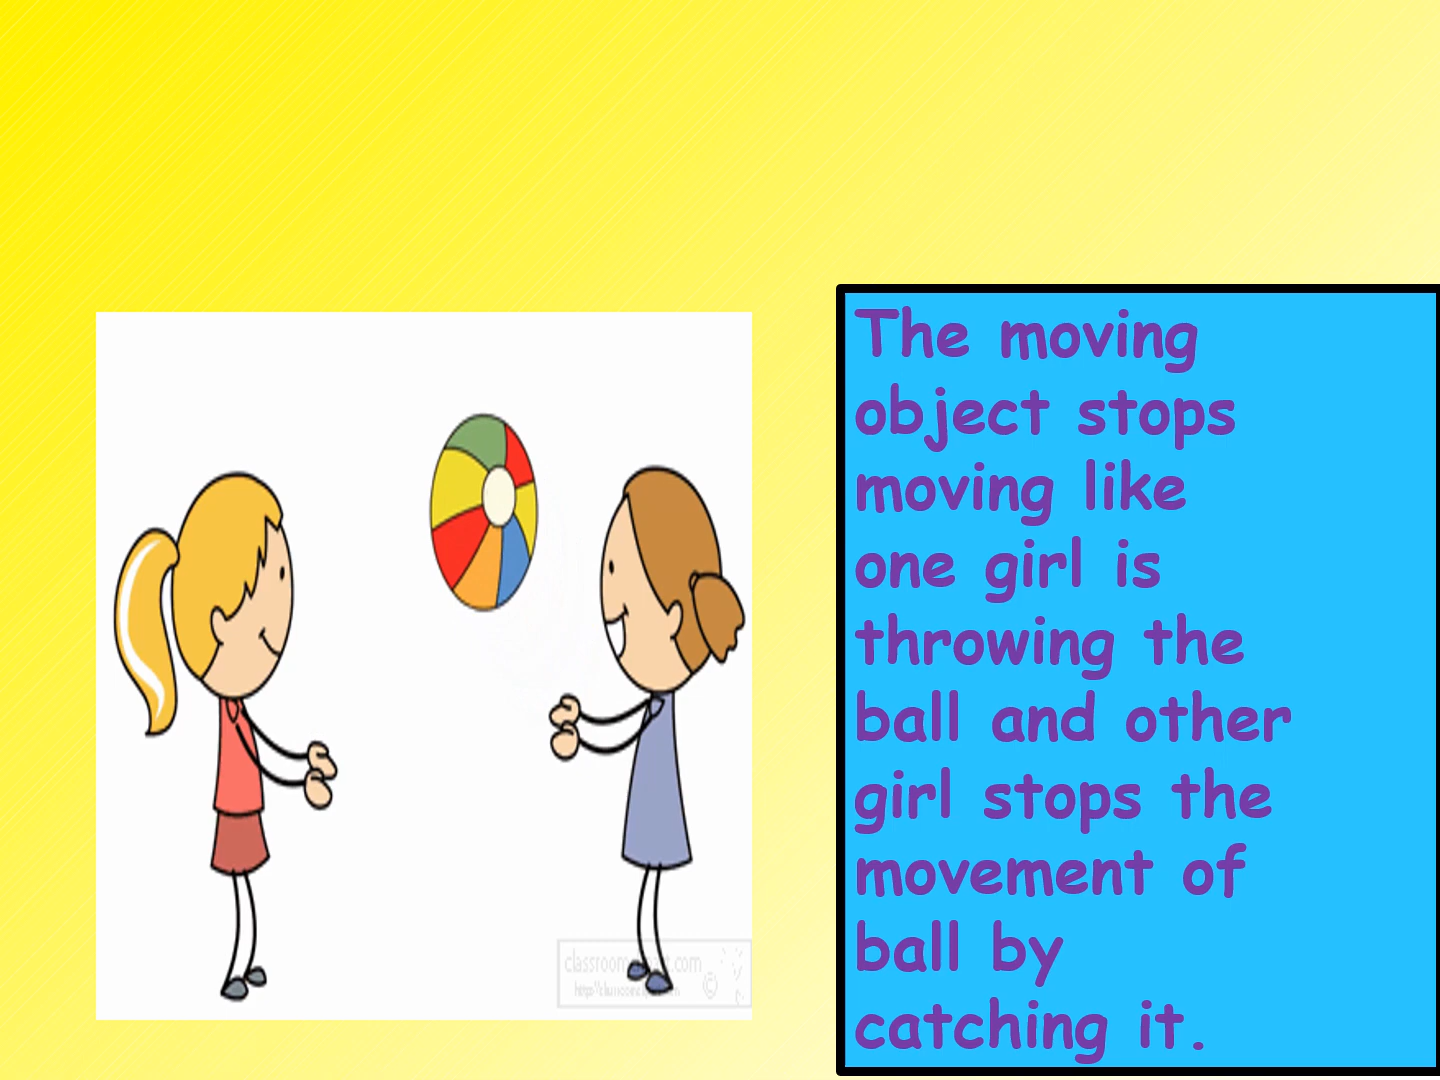 The moving
object stops
moving like
one girl is
throwing the
ball and other
girl stops the
movement of
ball by
catching it.